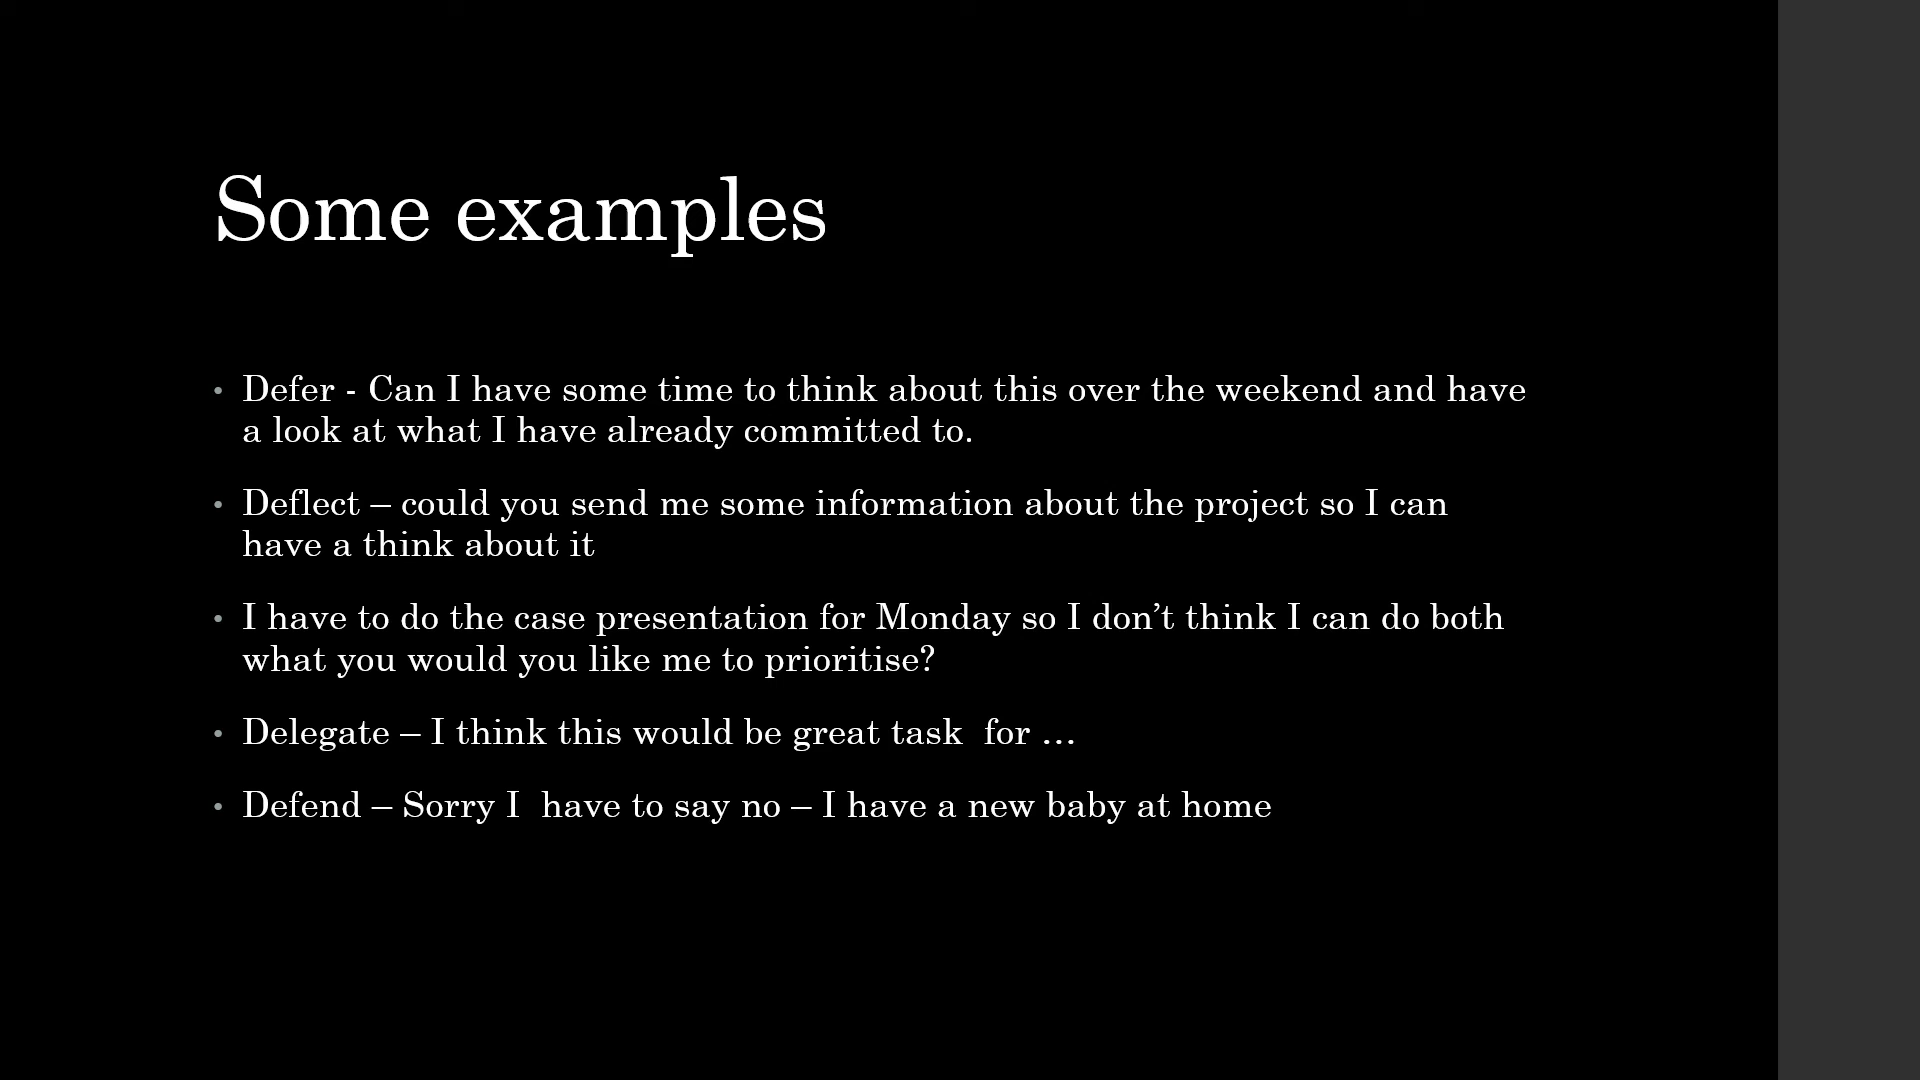 Some examples
• Defer - Can I have some time to think about this over the weekend and have
a look at what I have already committed to.
• Deflect – could you send me some information about the project so I can
have a think about it
• I have to do the case presentation for Monday so I don’t think I can do both
what you would you like me to prioritise?
• Delegate – I think this would be great task  for …
• Defend – Sorry I  have to say no – I have a new baby at home